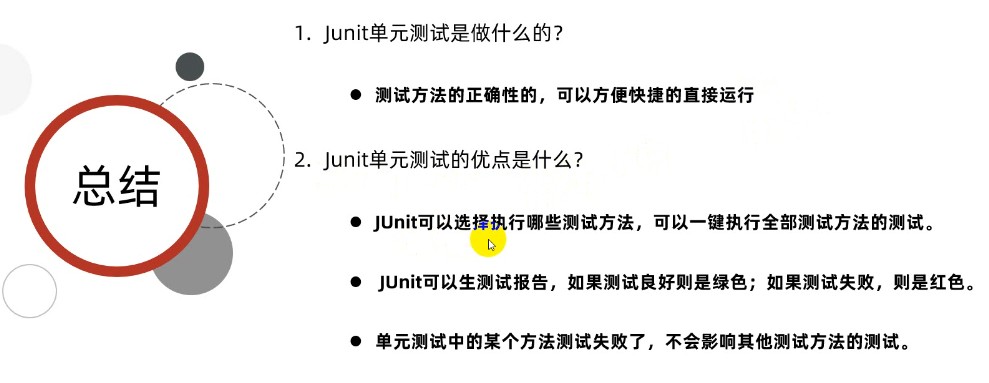 总结
1. Junit单元测试是做什么的？
● 测试方法的正确性的，可以方便快捷的直接运行
2. Junit单元测试的优点是什么？
● JUnit可以选择执行哪些测试方法，可以一键执行全部测试方法的测试。
● JUnit可以生测试报告，如果测试良好则是绿色；如果测试失败，则是红色。
● 单元测试中的某个方法测试失败了，不会影响其他测试方法的测试。